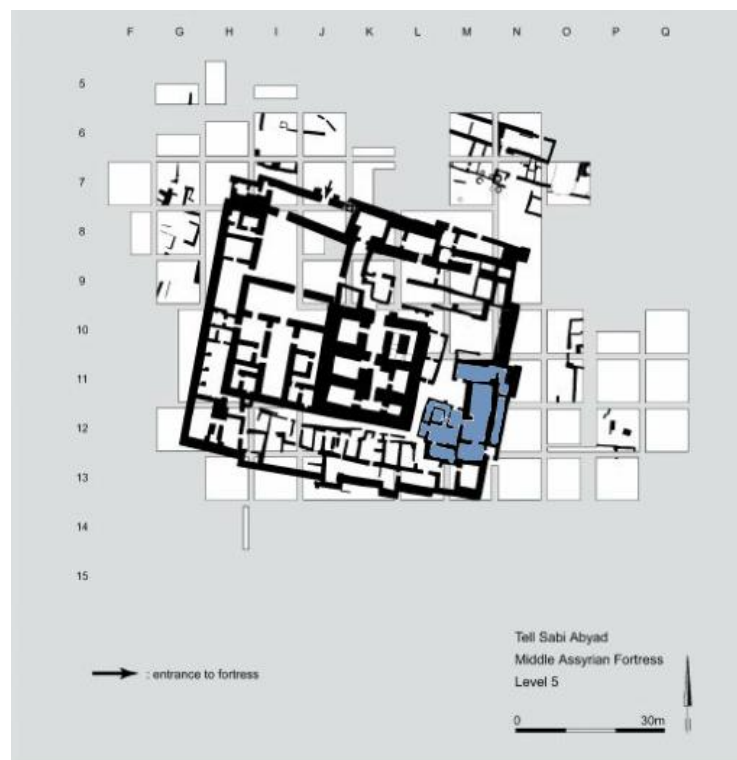 F G H I J K L M N O P Q
5
6
7
8
9
10
11
12
13
14
15
Tell Sabi Abyad
Middle Assyrian Fortress
Level 5
: entrance to fortress
0 30m